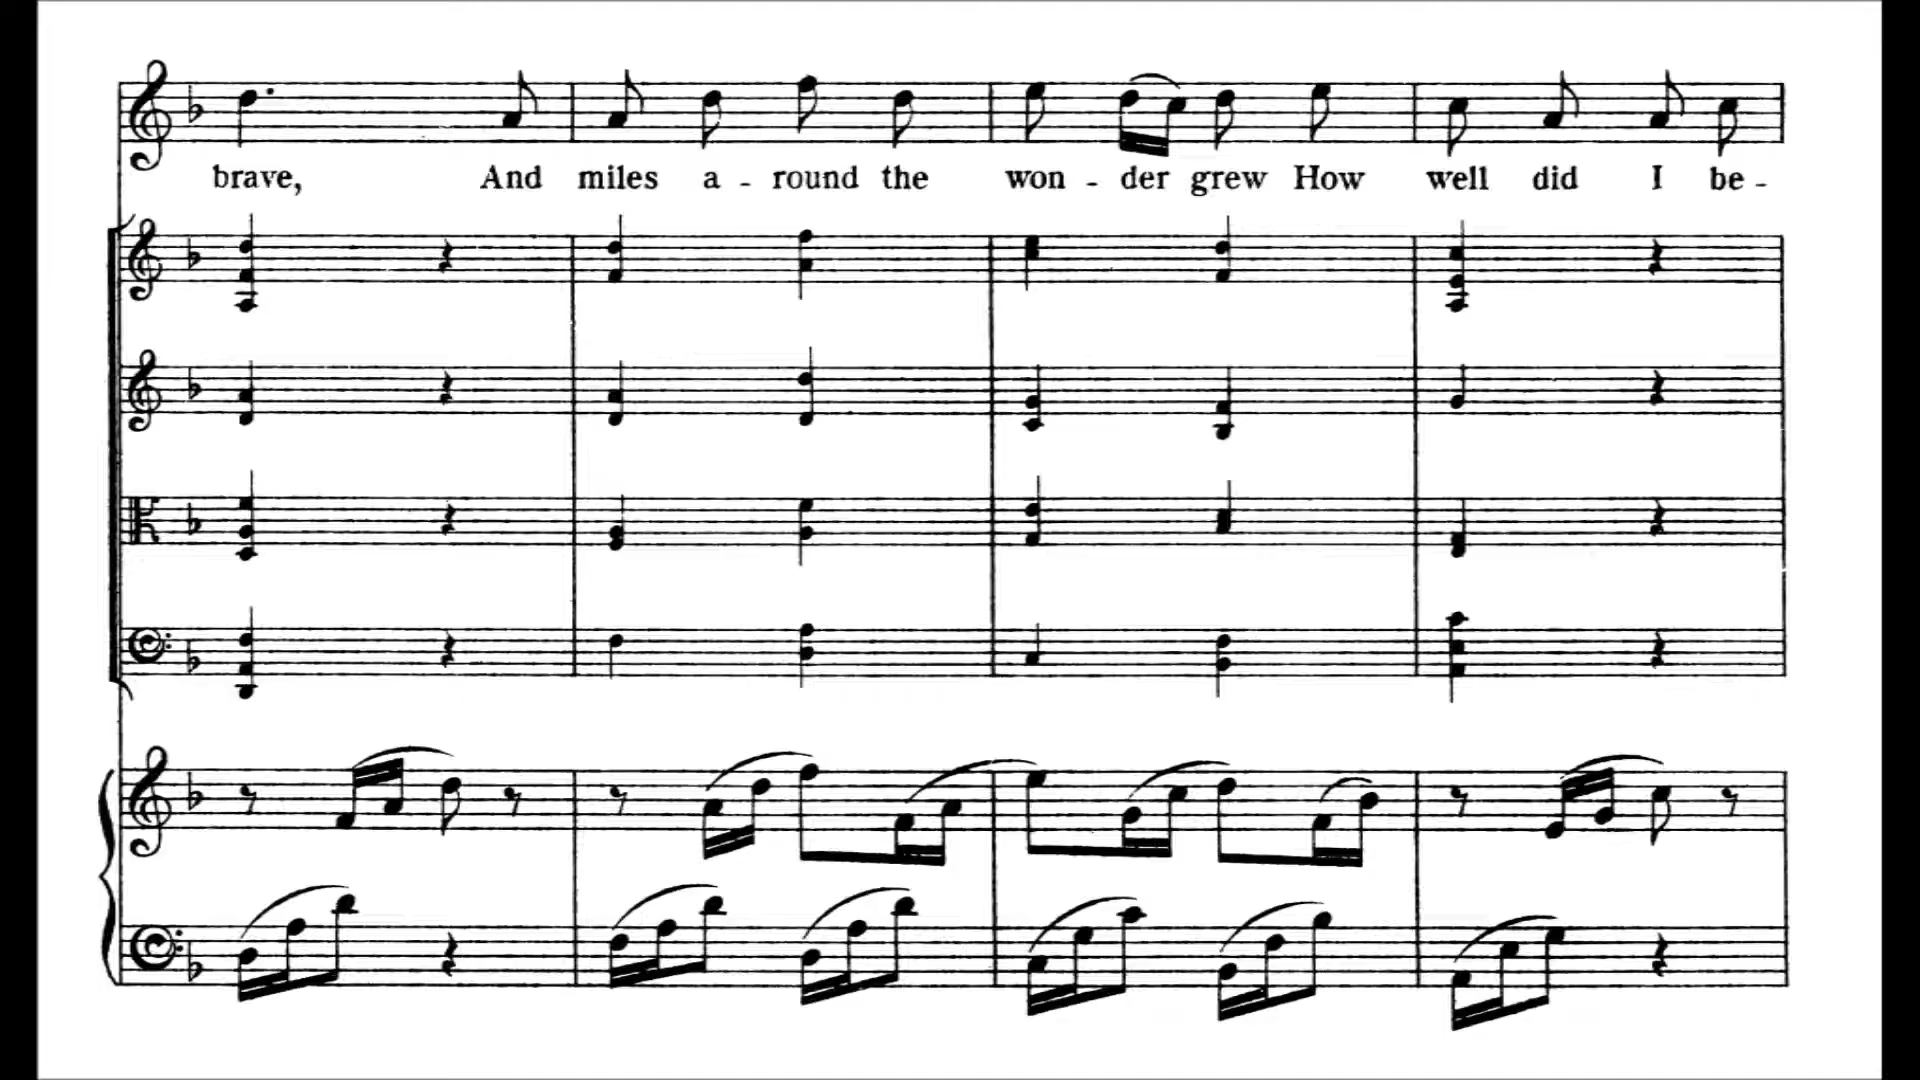 brave, And miles a - round the won - der grew How well did I be -